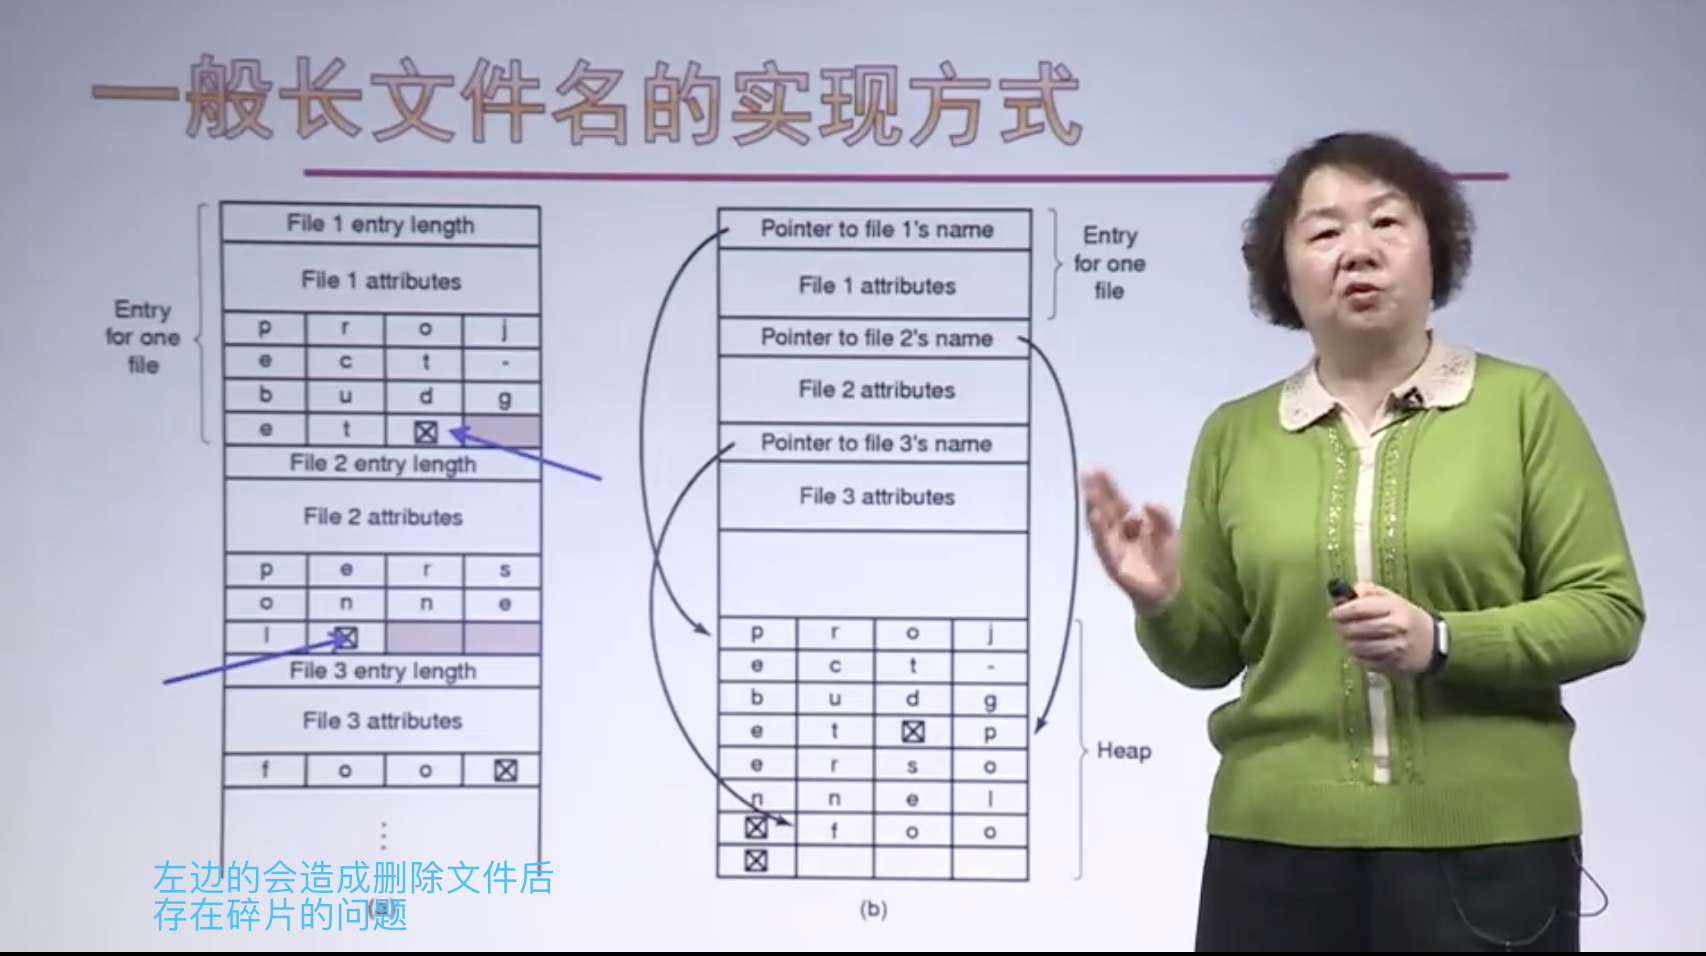 一般长文件名的实现方式
Entry
for one
file
File 1 entry length
File 1 attributes
p r o j
e c t -
b u d g
e t ☒
File 2 entry length
File 2 attributes
p e r s
o n n e
l ☒
File 3 entry length
File 3 attributes
f o o ☒
⋮
左边的会造成删除文件后
存在碎片的问题
(a)
Pointer to file 1's name
File 1 attributes
Pointer to file 2's name
File 2 attributes
Pointer to file 3's name
File 3 attributes
p r o j
e c t -
b u d g
e t ☒ p
e r s o
n n e l
☒ f o o
☒
(b)
Entry
for one
file
Heap